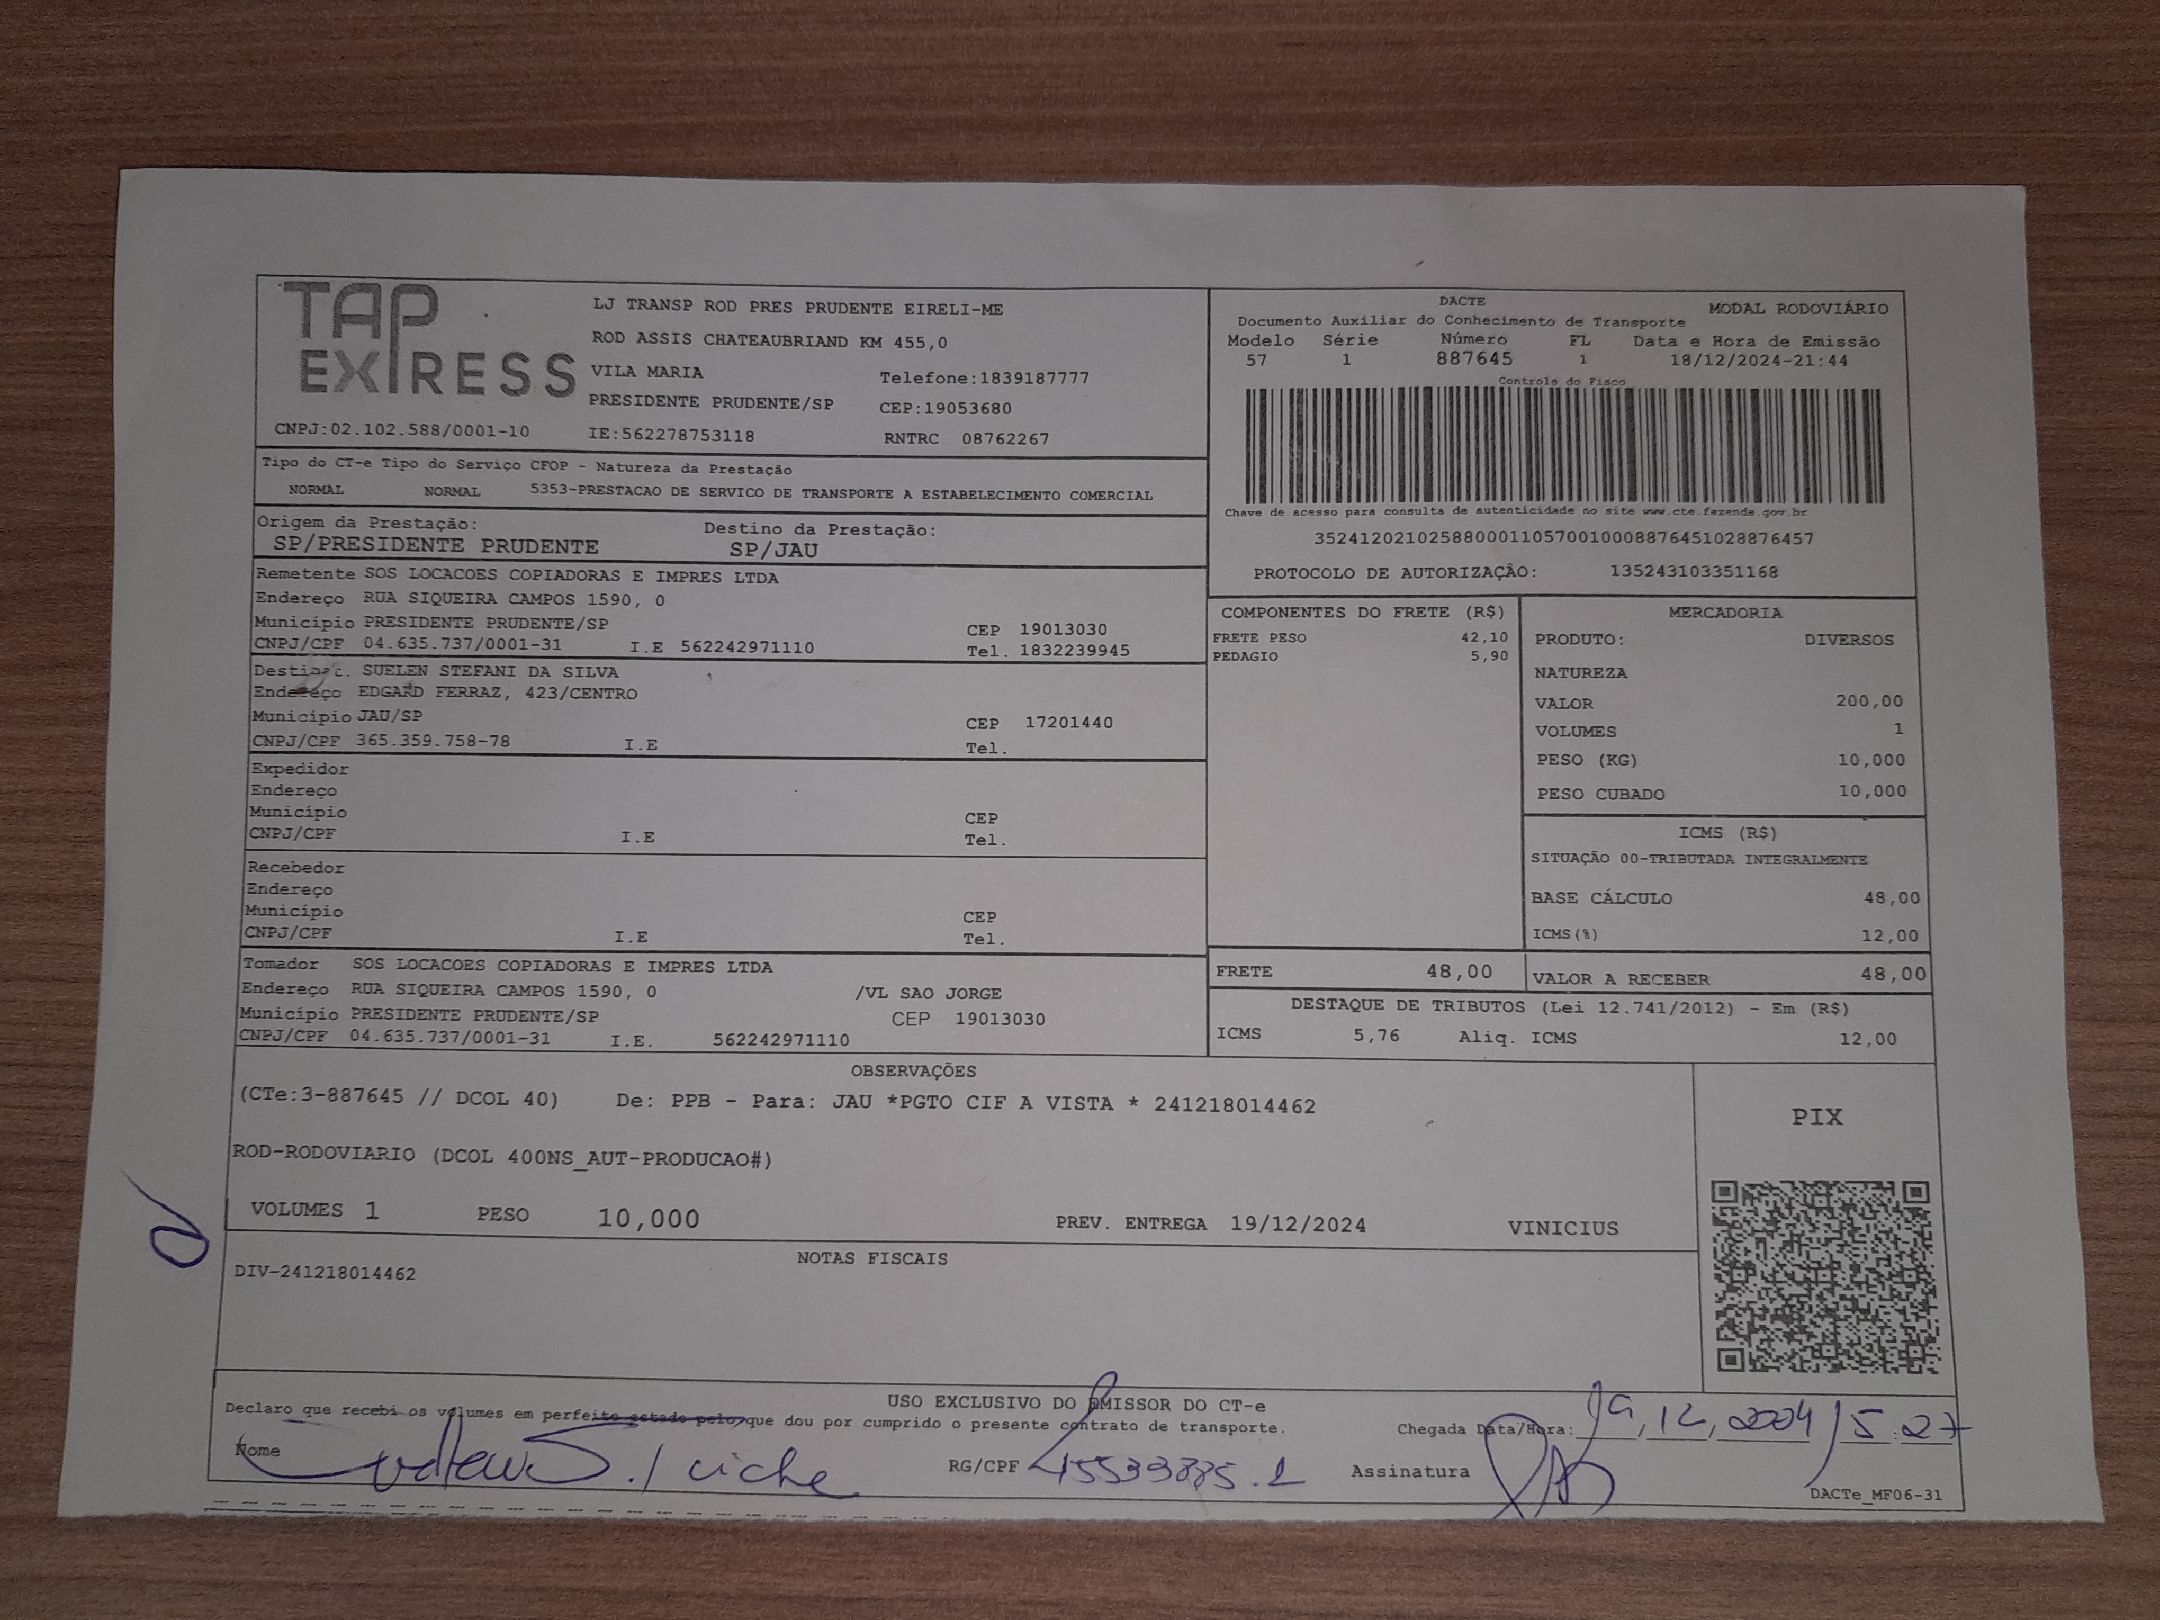 TAP
EXPRESS
LJ TRANSP ROD PRES PRUDENTE EIRELI-ME
ROD ASSIS CHATEAUBRIAND KM 455,0
VILA MARIA Telefone:1839187777
PRESIDENTE PRUDENTE/SP CEP:19053680
CNPJ:02.102.588/0001-10 IE:562278753118 RNTRC 08762267
DACTE MODAL RODOVIÁRIO
Documento Auxiliar do Conhecimento de Transporte
Modelo Série Número FL Data e Hora de Emissão
57 1 887645 1 18/12/2024-21:44
Controle do Fisco
Chave de acesso para consulta de autenticidade no site www.cte.fazenda.gov.br
35241202102588000110570010008876451028876457
PROTOCOLO DE AUTORIZAÇÃO: 135243103351168
Tipo do CT-e Tipo do Serviço CFOP - Natureza da Prestação
NORMAL NORMAL 5353-PRESTACAO DE SERVICO DE TRANSPORTE A ESTABELECIMENTO COMERCIAL
Origem da Prestação: Destino da Prestação:
SP/PRESIDENTE PRUDENTE SP/JAU
Remetente SOS LOCACOES COPIADORAS E IMPRES LTDA
Endereço RUA SIQUEIRA CAMPOS 1590, 0
Município PRESIDENTE PRUDENTE/SP CEP 19013030
CNPJ/CPF 04.635.737/0001-31 I.E 562242971110 Tel. 1832239945
Destinat. SUELEN STEFANI DA SILVA
Endereço EDGARD FERRAZ, 423/CENTRO
Município JAU/SP CEP 17201440
CNPJ/CPF 365.359.758-78 I.E Tel.
Expedidor
Endereço
Município CEP
CNPJ/CPF I.E Tel.
Recebedor
Endereço
Município CEP
CNPJ/CPF I.E Tel.
Tomador SOS LOCACOES COPIADORAS E IMPRES LTDA
Endereço RUA SIQUEIRA CAMPOS 1590, 0 /VL SAO JORGE
Município PRESIDENTE PRUDENTE/SP CEP 19013030
CNPJ/CPF 04.635.737/0001-31 I.E. 562242971110
COMPONENTES DO FRETE (R$)
FRETE PESO 42,10
PEDAGIO 5,90
MERCADORIA
PRODUTO: DIVERSOS
NATUREZA
VALOR 200,00
VOLUMES 1
PESO (KG) 10,000
PESO CUBADO 10,000
ICMS (R$)
SITUAÇÃO 00-TRIBUTADA INTEGRALMENTE
BASE CÁLCULO 48,00
ICMS(%) 12,00
FRETE 48,00 VALOR A RECEBER 48,00
DESTAQUE DE TRIBUTOS (Lei 12.741/2012) - Em (R$)
ICMS 5,76 Aliq. ICMS 12,00
OBSERVAÇÕES
(CTe:3-887645 // DCOL 40) De: PPB - Para: JAU *PGTO CIF A VISTA * 241218014462
ROD-RODOVIARIO (DCOL 400NS_AUT-PRODUCAO#)
VOLUMES 1 PESO 10,000 PREV. ENTREGA 19/12/2024 VINICIUS
PIX
NOTAS FISCAIS
DIV-241218014462
USO EXCLUSIVO DO EMISSOR DO CT-e
Declaro que recebi os volumes em perfeito estado pelo que dou por cumprido o presente contrato de transporte.
Chegada Data/Hora: 19,12,2024 15:27
Nome RG/CPF Assinatura
DACTe_MF06-31